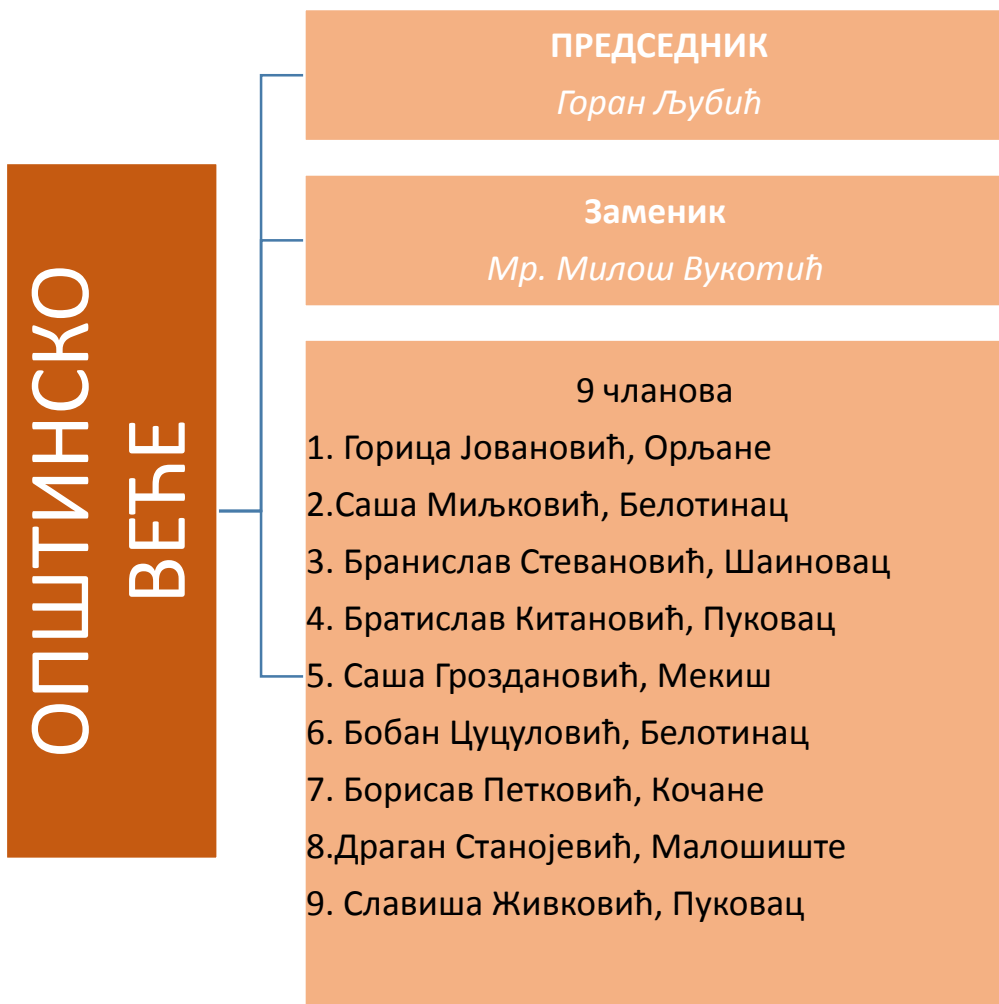 ОПШТИНСКО
ВЕЋЕ
ПРЕДСЕДНИК
Горан Љубић
Заменик
Мр. Милош Вукотић
9 чланова
1. Горица Јовановић, Орљане
2.Саша Миљковић, Белотинац
3. Бранислав Стевановић, Шаиновац
4. Братислав Китановић, Пуковац
5. Саша Гроздановић, Мекиш
6. Бобан Цуцуловић, Белотинац
7. Борисав Петковић, Кочане
8.Драган Станојевић, Малошиште
9. Славиша Живковић, Пуковац